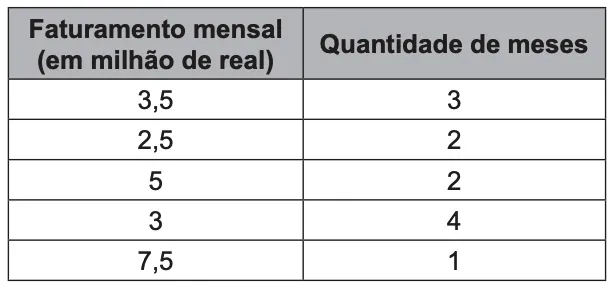 Faturamento mensal
(em milhão de real)
Quantidade de meses
3,5 3
2,5 2
5 2
3 4
7,5 1